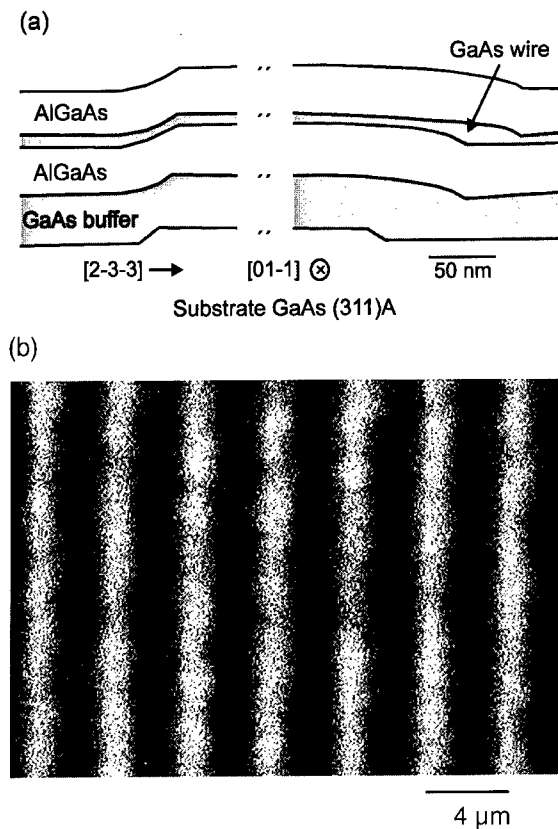 (a)
GaAs wire
AlGaAs
AlGaAs
GaAs buffer
[2-3-3]
[01-1]
50 nm
Substrate GaAs (311)A
(b)
4 µm